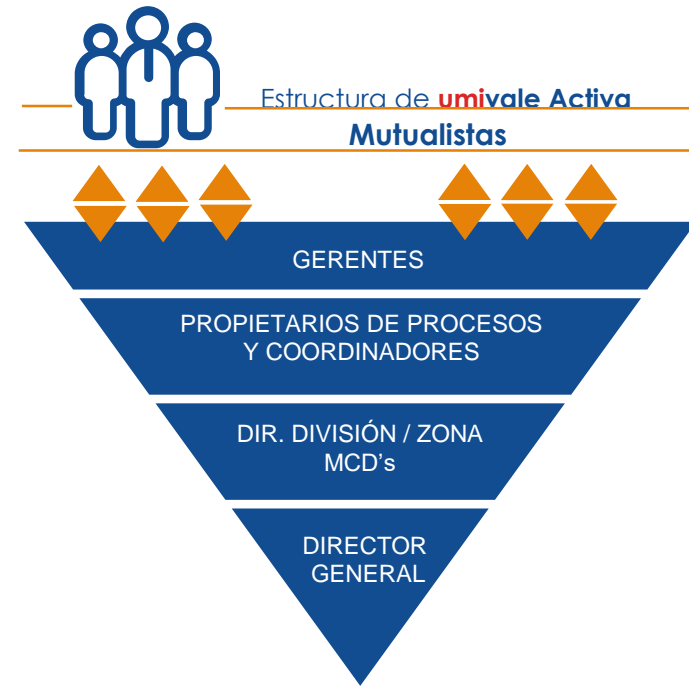 Estructura de umivale Activa
Mutualistas
GERENTES
PROPIETARIOS DE PROCESOS
Y COORDINADORES
DIR. DIVISIÓN / ZONA
MCD's
DIRECTOR
GENERAL